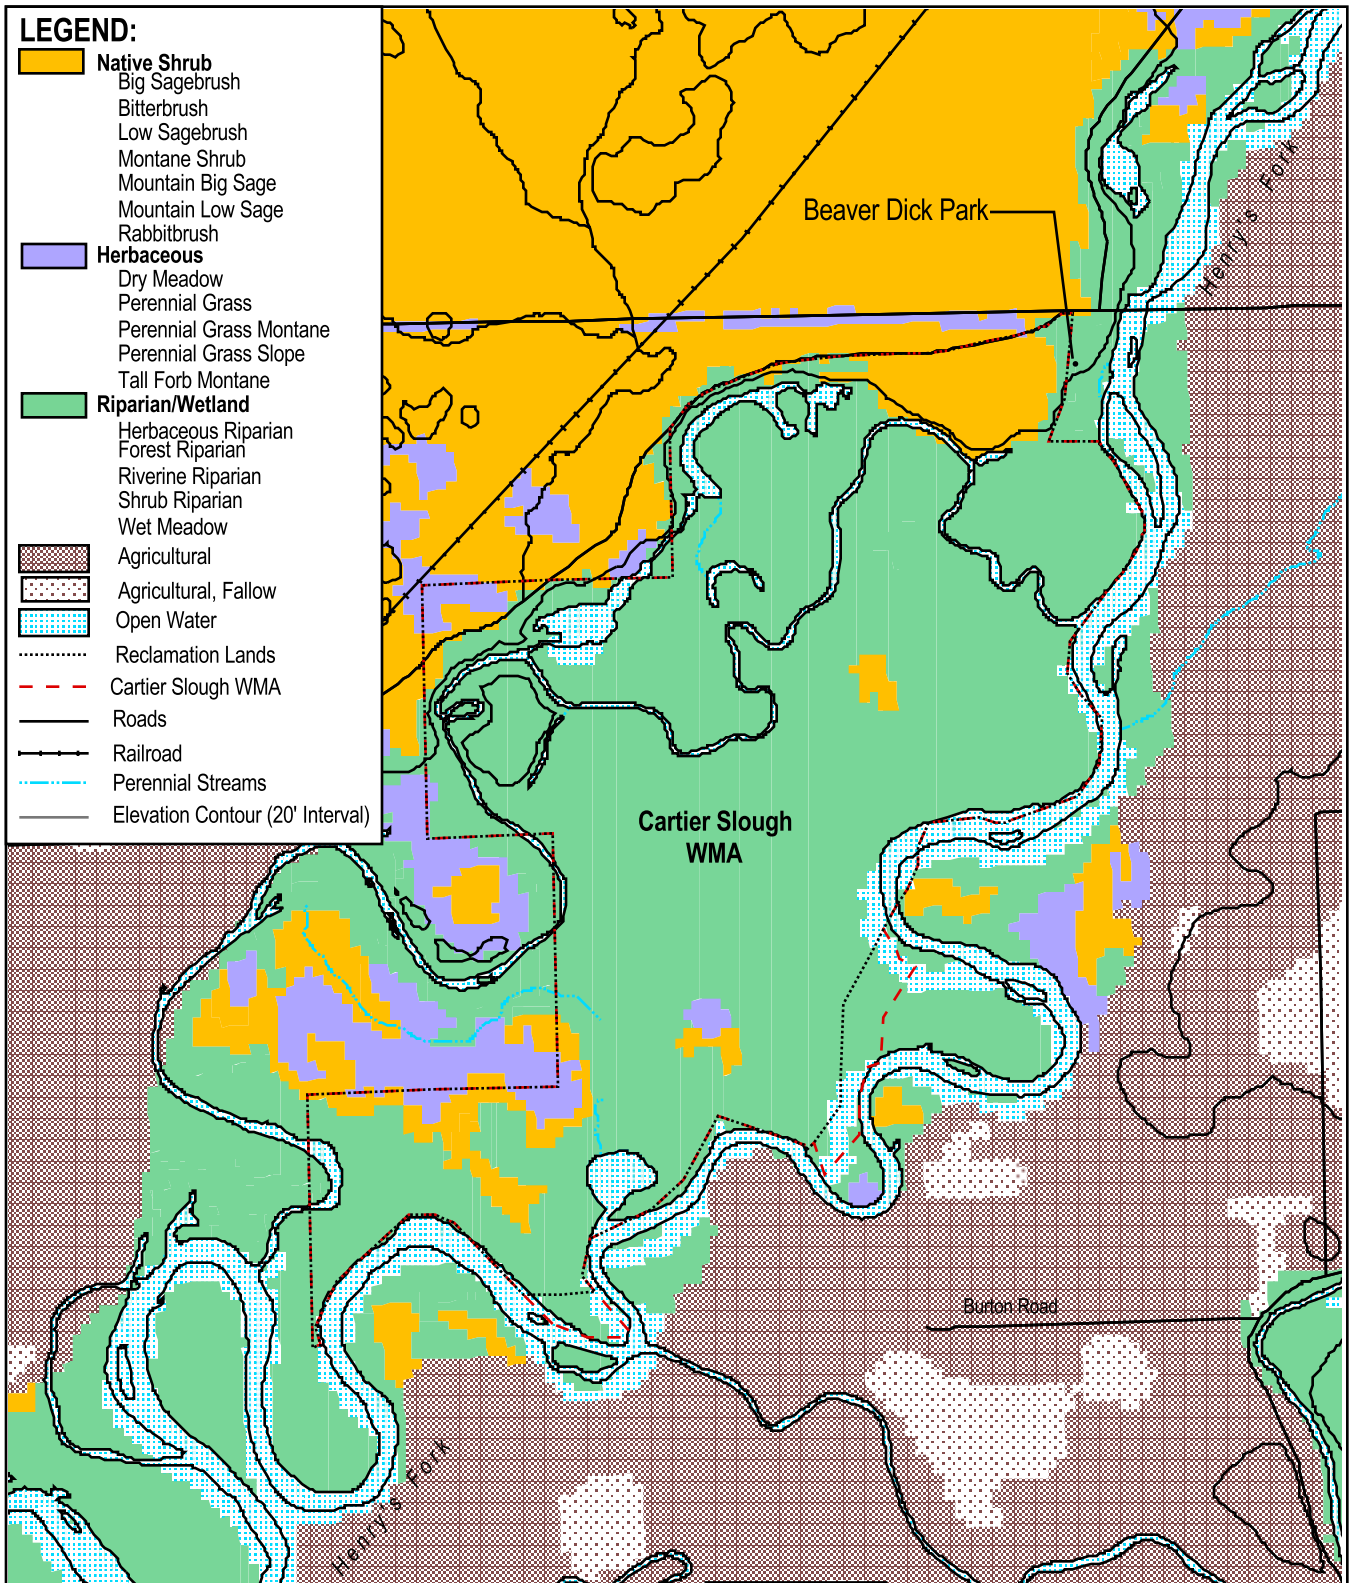 LEGEND:
Native Shrub
Big Sagebrush
Bitterbrush
Low Sagebrush
Montane Shrub
Mountain Big Sage
Mountain Low Sage
Rabbitbrush
Herbaceous
Dry Meadow
Perennial Grass
Perennial Grass Montane
Perennial Grass Slope
Tall Forb Montane
Riparian/Wetland
Herbaceous Riparian
Forest Riparian
Riverine Riparian
Shrub Riparian
Wet Meadow
Agricultural
Agricultural, Fallow
Open Water
Reclamation Lands
Cartier Slough WMA
Roads
Railroad
Perennial Streams
Elevation Contour (20' Interval)
Beaver Dick Park
Henry's Fork
Cartier Slough
WMA
Burton Road
Henry's Fork